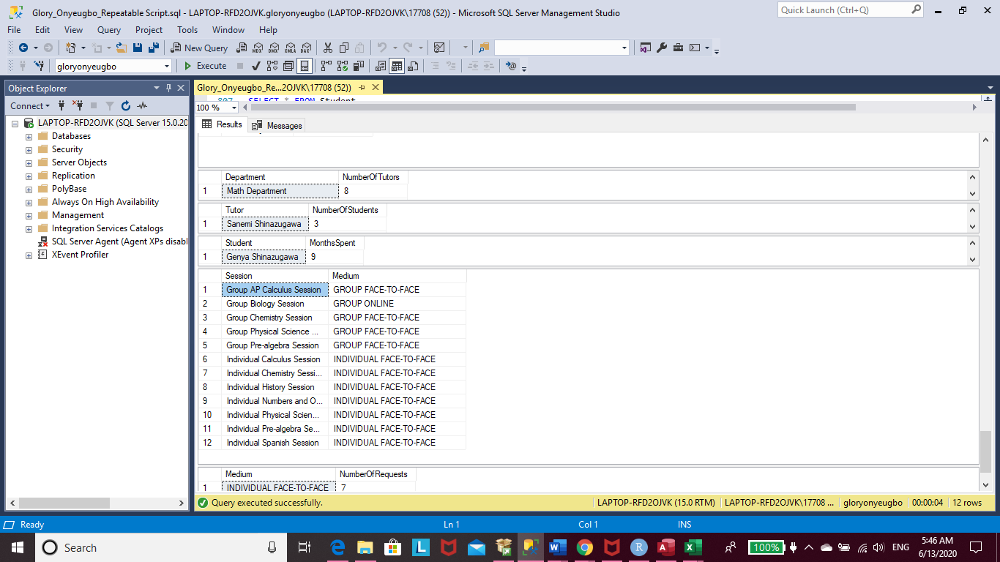 Glory_Onyeugbo_Repeatable Script.sql - LAPTOP-RFD2OJVK.gloryonyeugbo (LAPTOP-RFD2OJVK\17708 (52)) - Microsoft SQL Server Management Studio
Quick Launch (Ctrl+Q)
File Edit View Query Project Tools Window Help
New Query MDX DMX XMLA DAX
gloryonyeugbo Execute
Object Explorer
Connect
LAPTOP-RFD2OJVK (SQL Server 15.0.20
Databases
Security
Server Objects
Replication
PolyBase
Always On High Availability
Management
Integration Services Catalogs
SQL Server Agent (Agent XPs disabl
XEvent Profiler
Glory_Onyeugbo_Re...2OJVK\17708 (52))
807 SELECT * FROM Student
100 %
Results Messages
Department NumberOfTutors
1 Math Department 8
Tutor NumberOfStudents
1 Sanemi Shinazugawa 3
Student MonthsSpent
1 Genya Shinazugawa 9
Session Medium
1 Group AP Calculus Session GROUP FACE-TO-FACE
2 Group Biology Session GROUP ONLINE
3 Group Chemistry Session GROUP FACE-TO-FACE
4 Group Physical Science ... GROUP FACE-TO-FACE
5 Group Pre-algebra Session GROUP FACE-TO-FACE
6 Individual Calculus Session INDIVIDUAL FACE-TO-FACE
7 Individual Chemistry Sessi... INDIVIDUAL FACE-TO-FACE
8 Individual History Session INDIVIDUAL FACE-TO-FACE
9 Individual Numbers and O... INDIVIDUAL FACE-TO-FACE
10 Individual Physical Scien... INDIVIDUAL FACE-TO-FACE
11 Individual Pre-algebra Se... INDIVIDUAL FACE-TO-FACE
12 Individual Spanish Session INDIVIDUAL FACE-TO-FACE
Medium NumberOfRequests
1 INDIVIDUAL FACE-TO-FACE 7
Query executed successfully. LAPTOP-RFD2OJVK (15.0 RTM) LAPTOP-RFD2OJVK\17708 ... gloryonyeugbo 00:00:04 12 rows
Ready Ln 1 Col 1 INS
Search 100% ENG 5:46 AM
6/13/2020